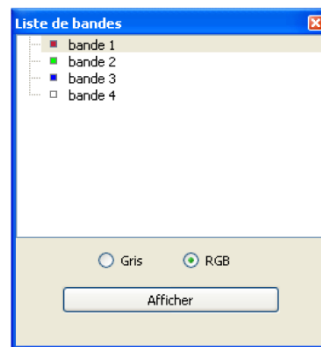 Liste de bandes
bande 1
bande 2
bande 3
bande 4
Gris RGB
Afficher